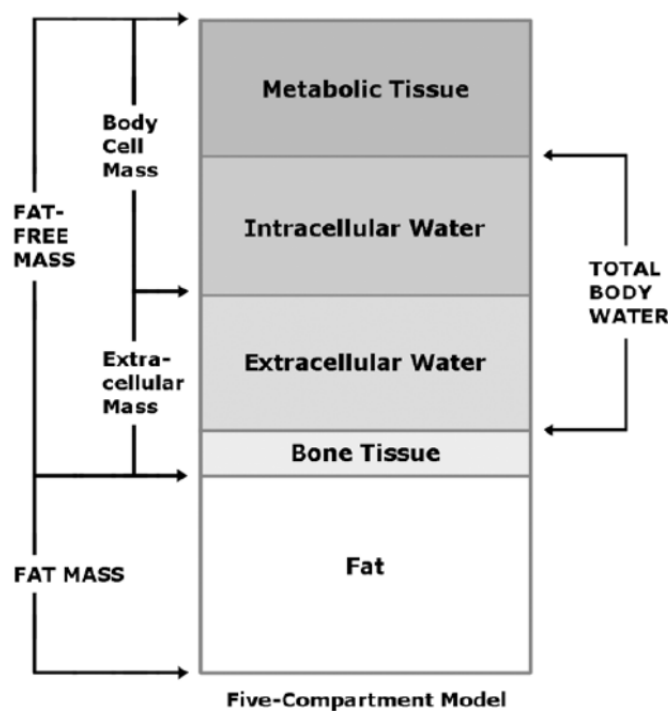 Metabolic Tissue
Body
Cell
Mass
Intracellular Water
FAT-
FREE
MASS
TOTAL
BODY
WATER
Extracellular Water
Extra-
cellular
Mass
Bone Tissue
Fat
FAT MASS
Five-Compartment Model